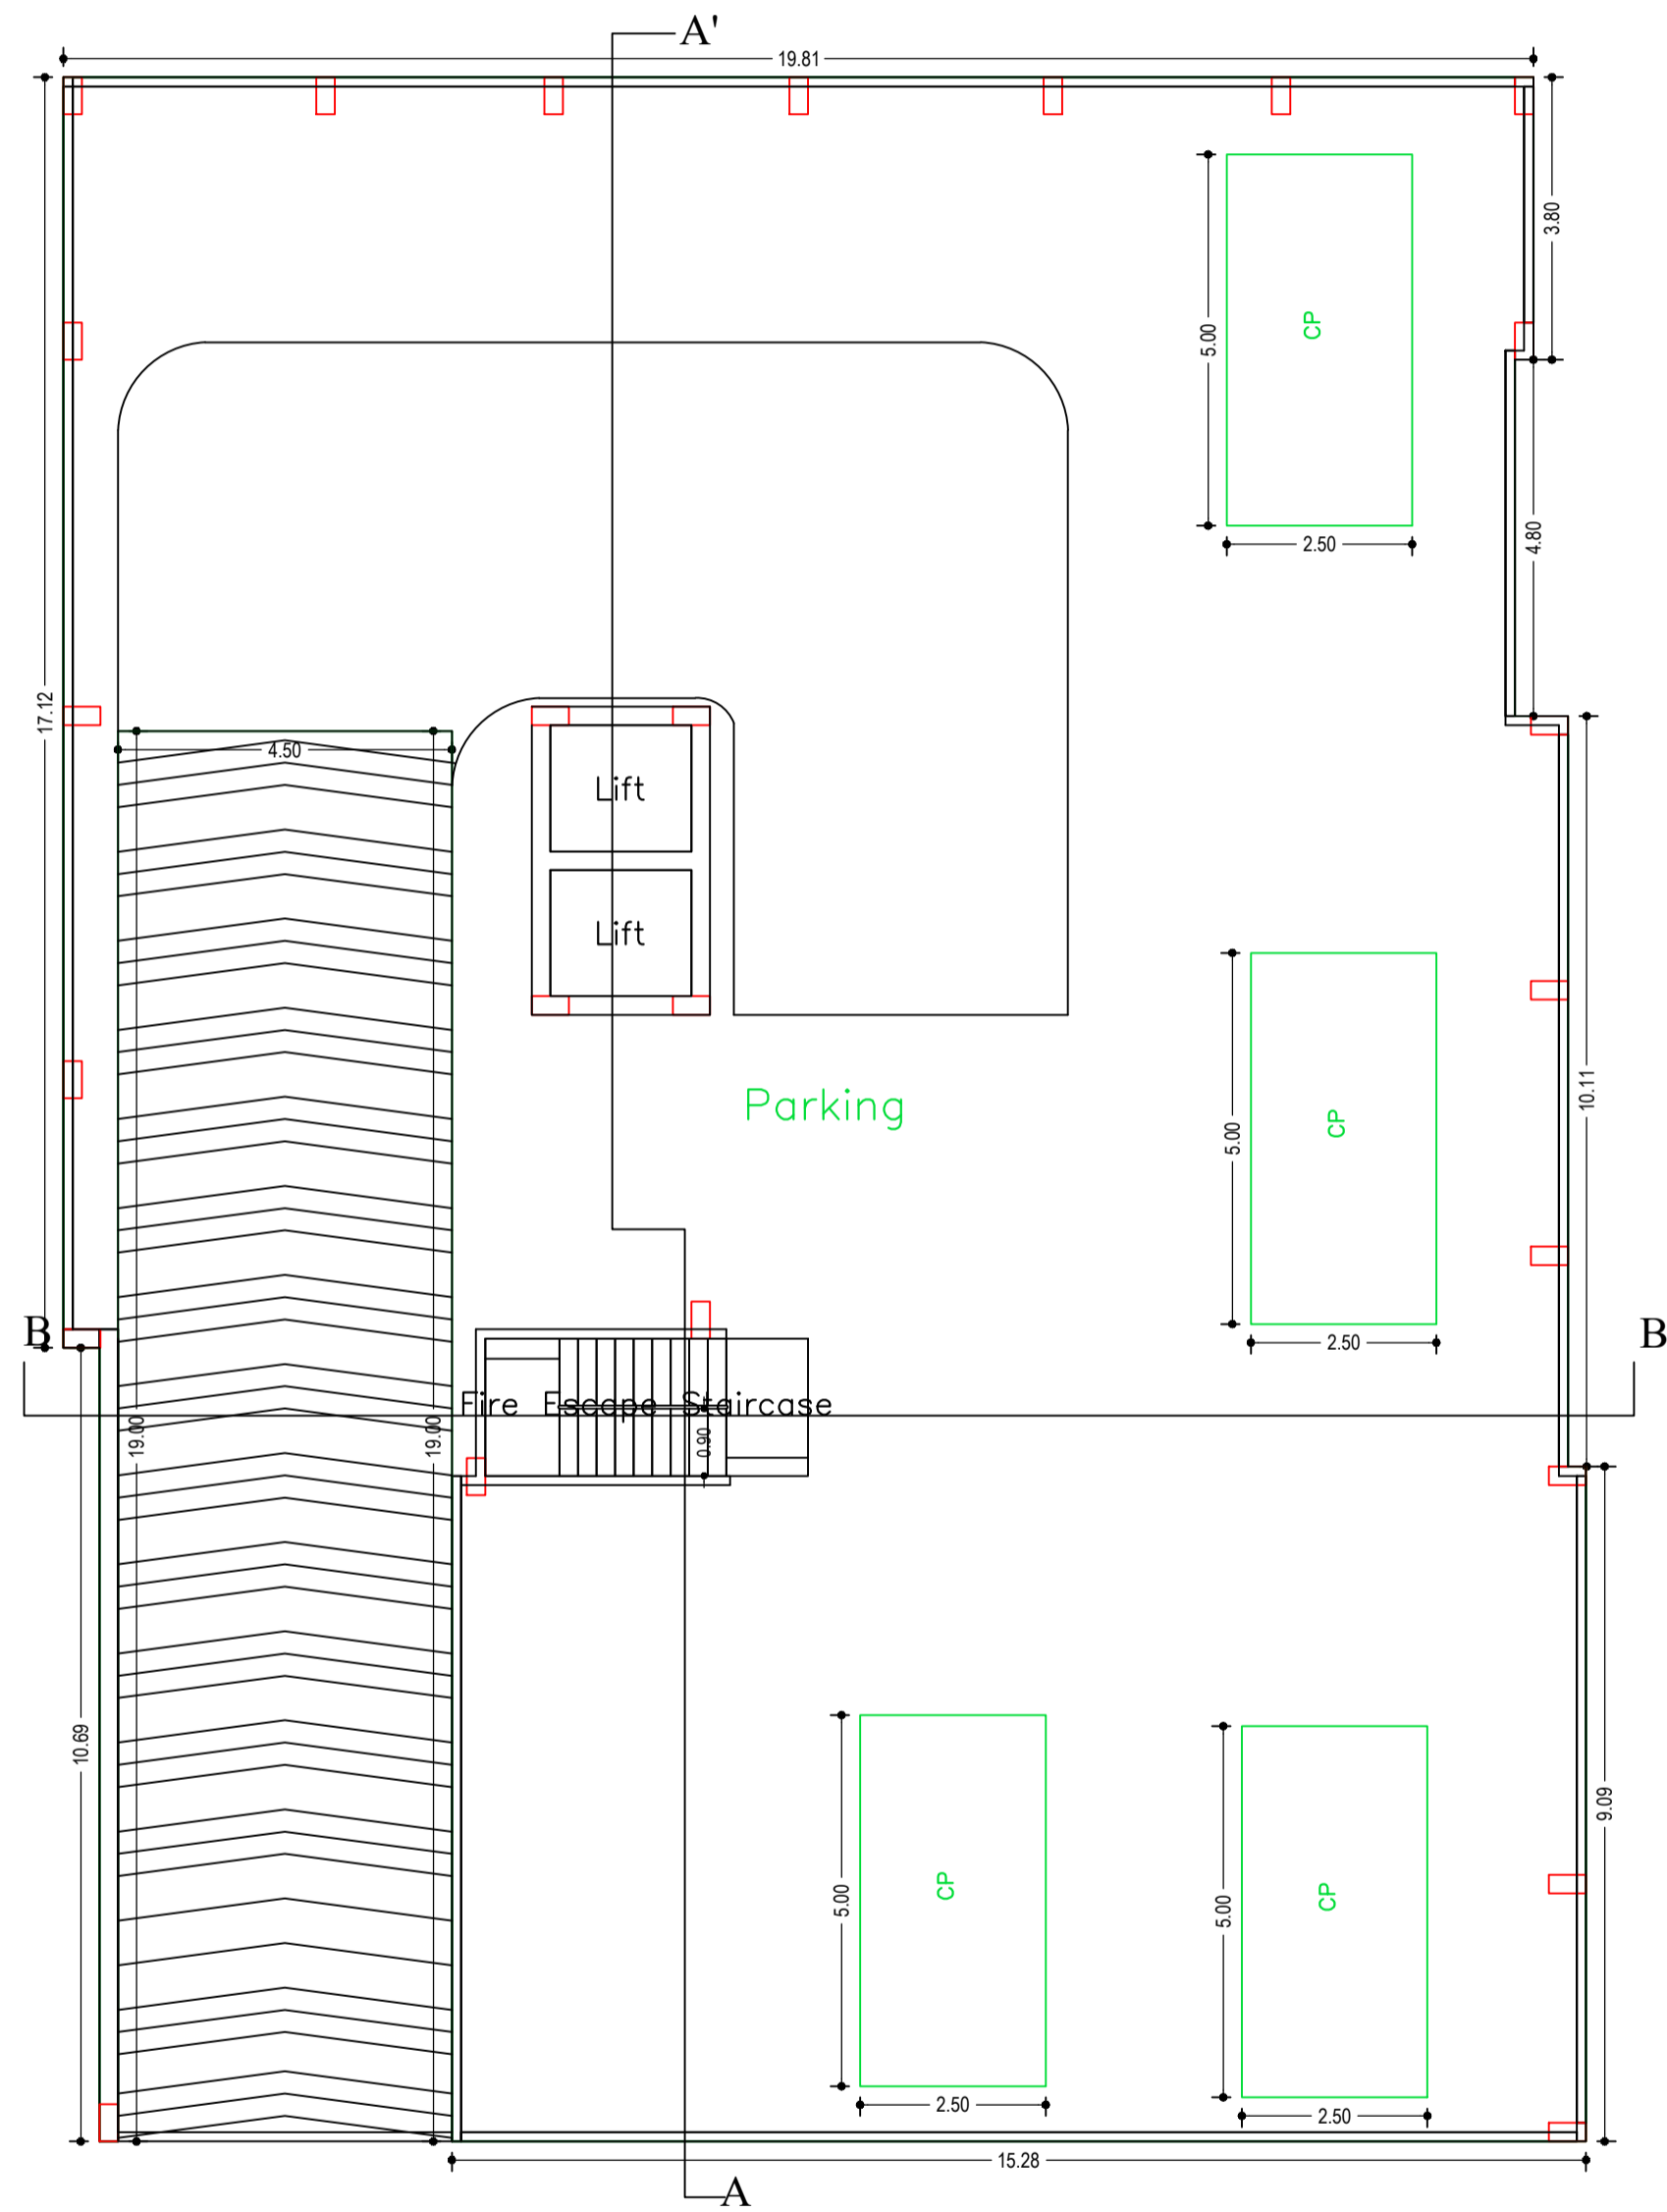 A'
19.81
3.80
5.00
CP
2.50
4.80
17.12
4.50
Lift
Lift
10.11
Parking
5.00
CP
2.50
B
B
19.00
19.00
Fire Escape Staircase
0.90
10.69
5.00
CP
2.50
5.00
CP
2.50
9.09
15.28
A